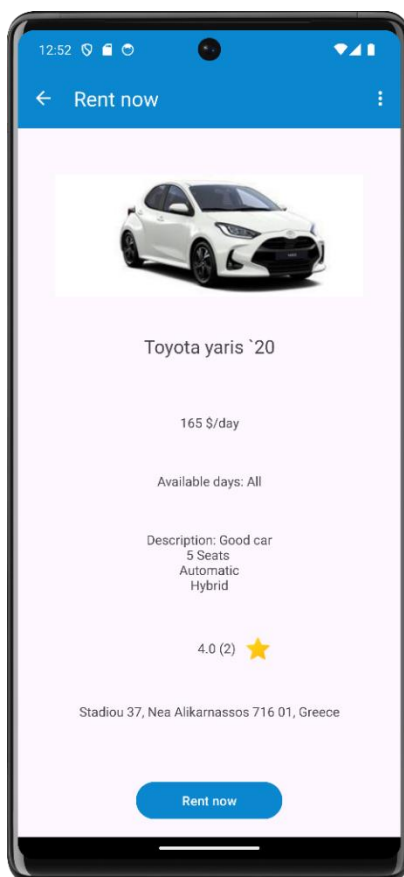 12:52
Rent now
Toyota yaris `20
165 $/day
Available days: All
Description: Good car
5 Seats
Automatic
Hybrid
4.0 (2)
Stadiou 37, Nea Alikarnassos 716 01, Greece
Rent now